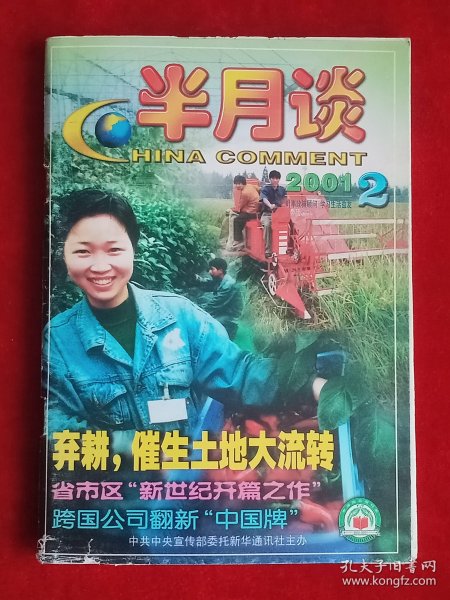 半月谈
CHINA COMMENT
2001 2
弃耕，催生土地大流转
省市区“新世纪开篇之作”
跨国公司翻新“中国牌”
中共中央宣传部委托新华通讯社主办
孔夫子旧书网
www.kongfz.com